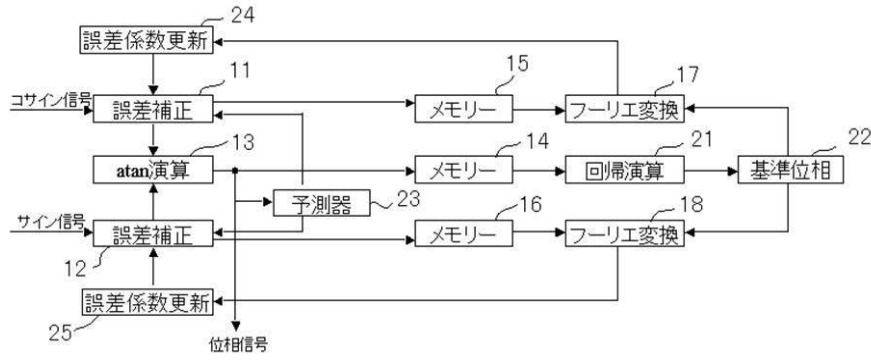 24
誤差係数更新
11
15
17
コサイン信号
誤差補正
メモリー
フーリエ変換
13
14
21
22
atan演算
メモリー
回帰演算
基準位相
予測器
23
16
18
サイン信号
誤差補正
メモリー
フーリエ変換
12
誤差係数更新
25
位相信号